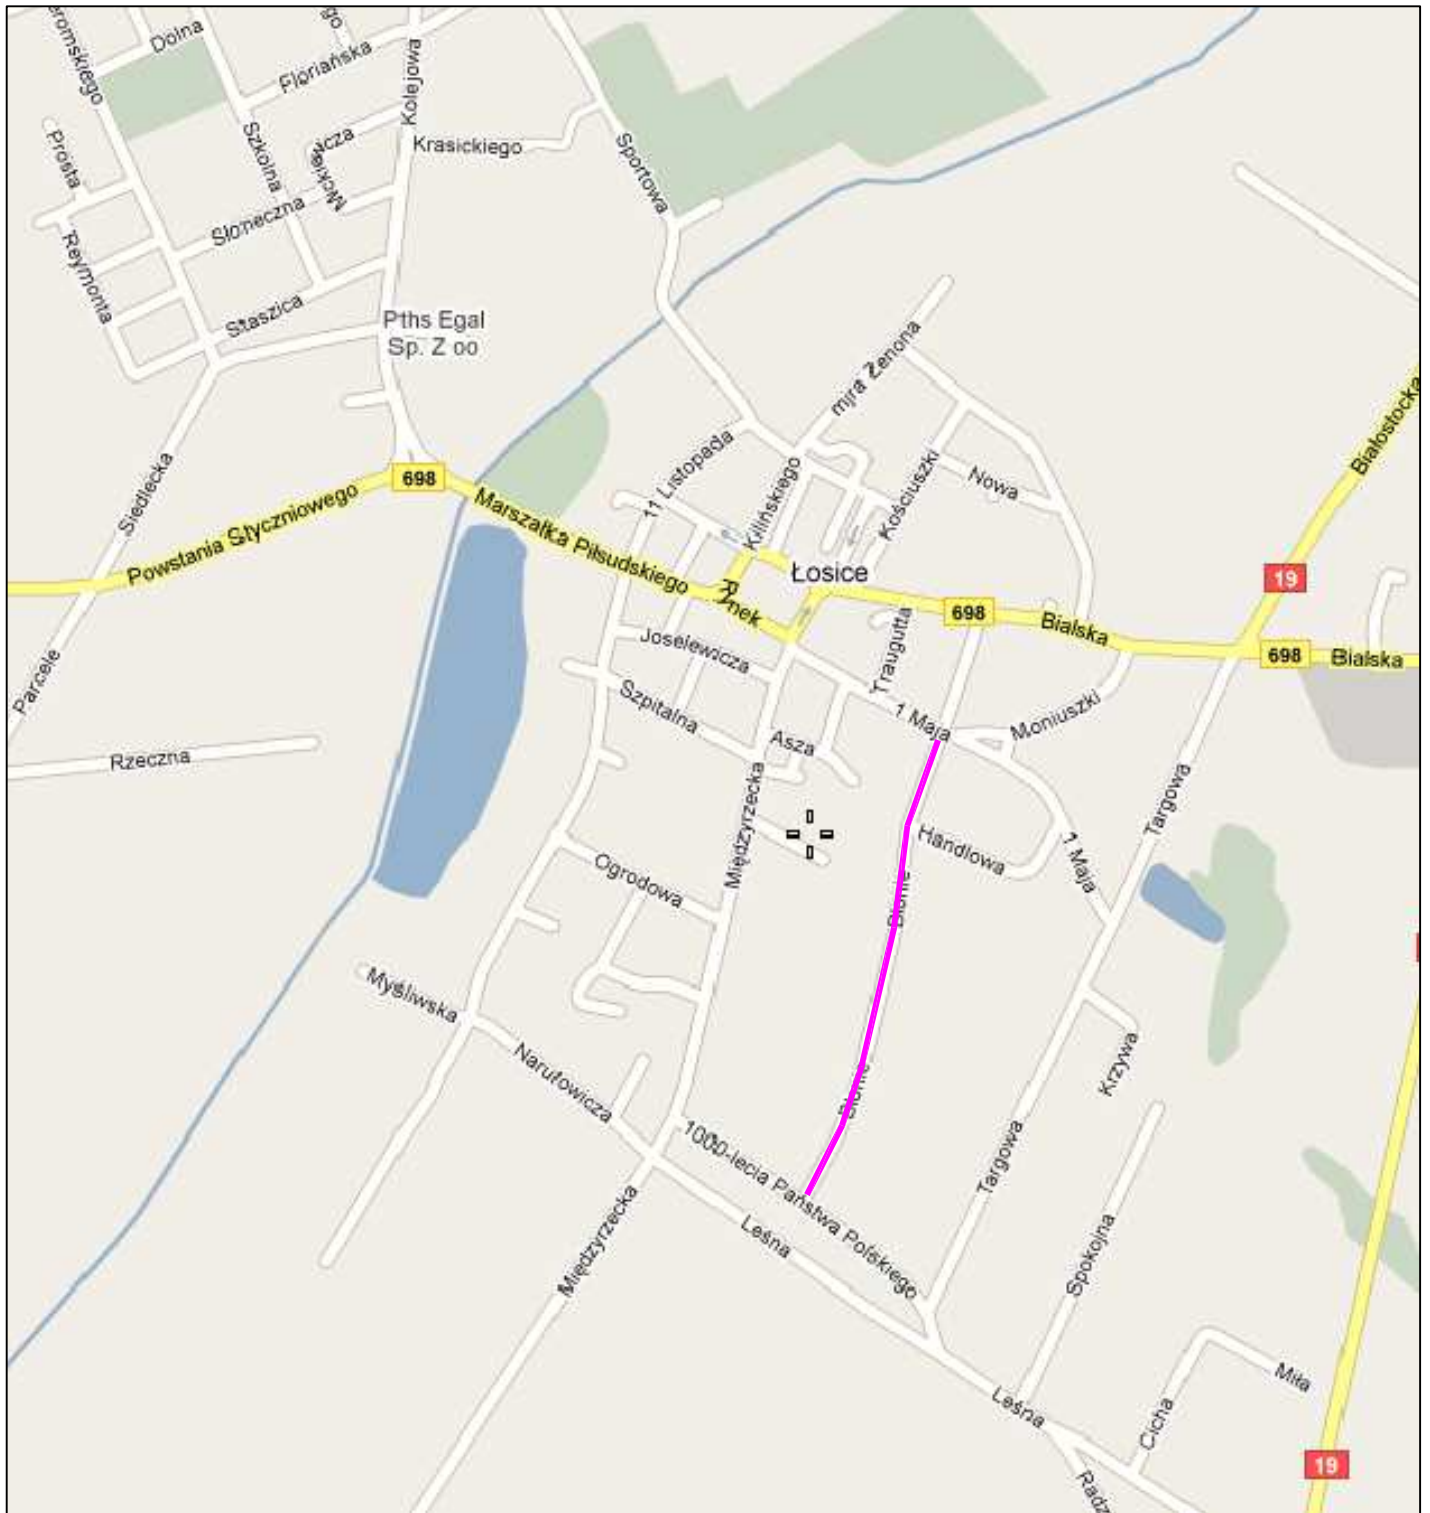 Dolna
Floriańska
Kolejowa
Prosta
Szkolna
Krasickiego
Sportowa
Słoneczna
Reymonta
Staszica
Pths Egal
Sp. Z oo
Siedlecka
Powstania Styczniowego
698
Marszałka Piłsudskiego
11 Listopada
Kilińskiego
Kościuszki
Nowa
Białostocka
Rynek
Łosice
19
698
Bialska
698
Bialska
Joselewicza
Traugutta
Parcele
Szpitalna
1 Maja
Moniuszki
Rzeczna
Asza
Międzyrzecka
Targowa
Handlowa
1 Maja
Ogrodowa
Błonie
Myśliwska
Narutowicza
Krzywa
Błonie
1000-lecia Państwa Polskiego
Targowa
Leśna
Międzyrzecka
Spokojna
Miła
Leśna
Cicha
19
Radz